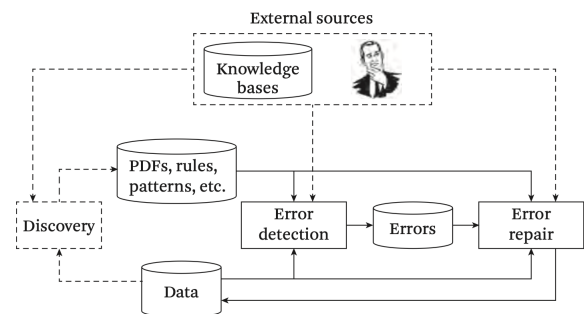 External sources
Knowledge
bases
PDFs, rules,
patterns, etc.
Discovery
Error
detection
Errors
Error
repair
Data